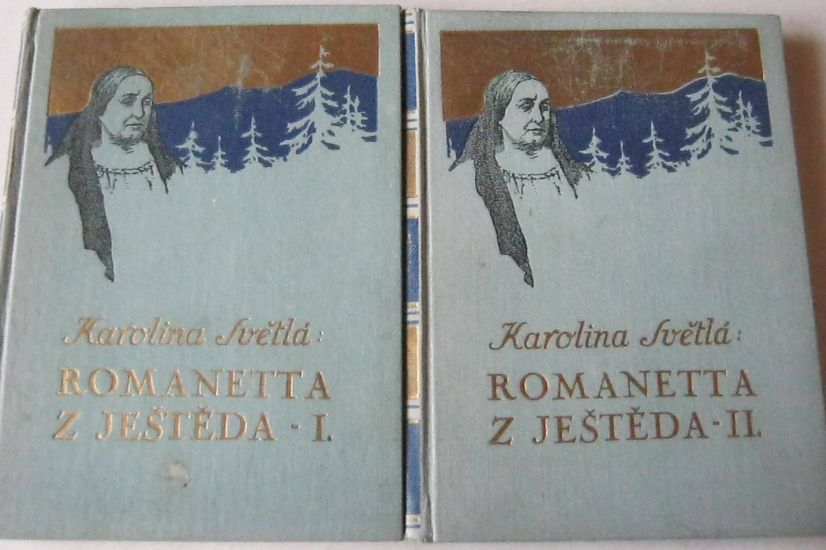 Karolina Světlá:
ROMANETTA
Z JEŠTĚDA - I.
Karolina Světlá:
ROMANETTA
Z JEŠTĚDA - II.